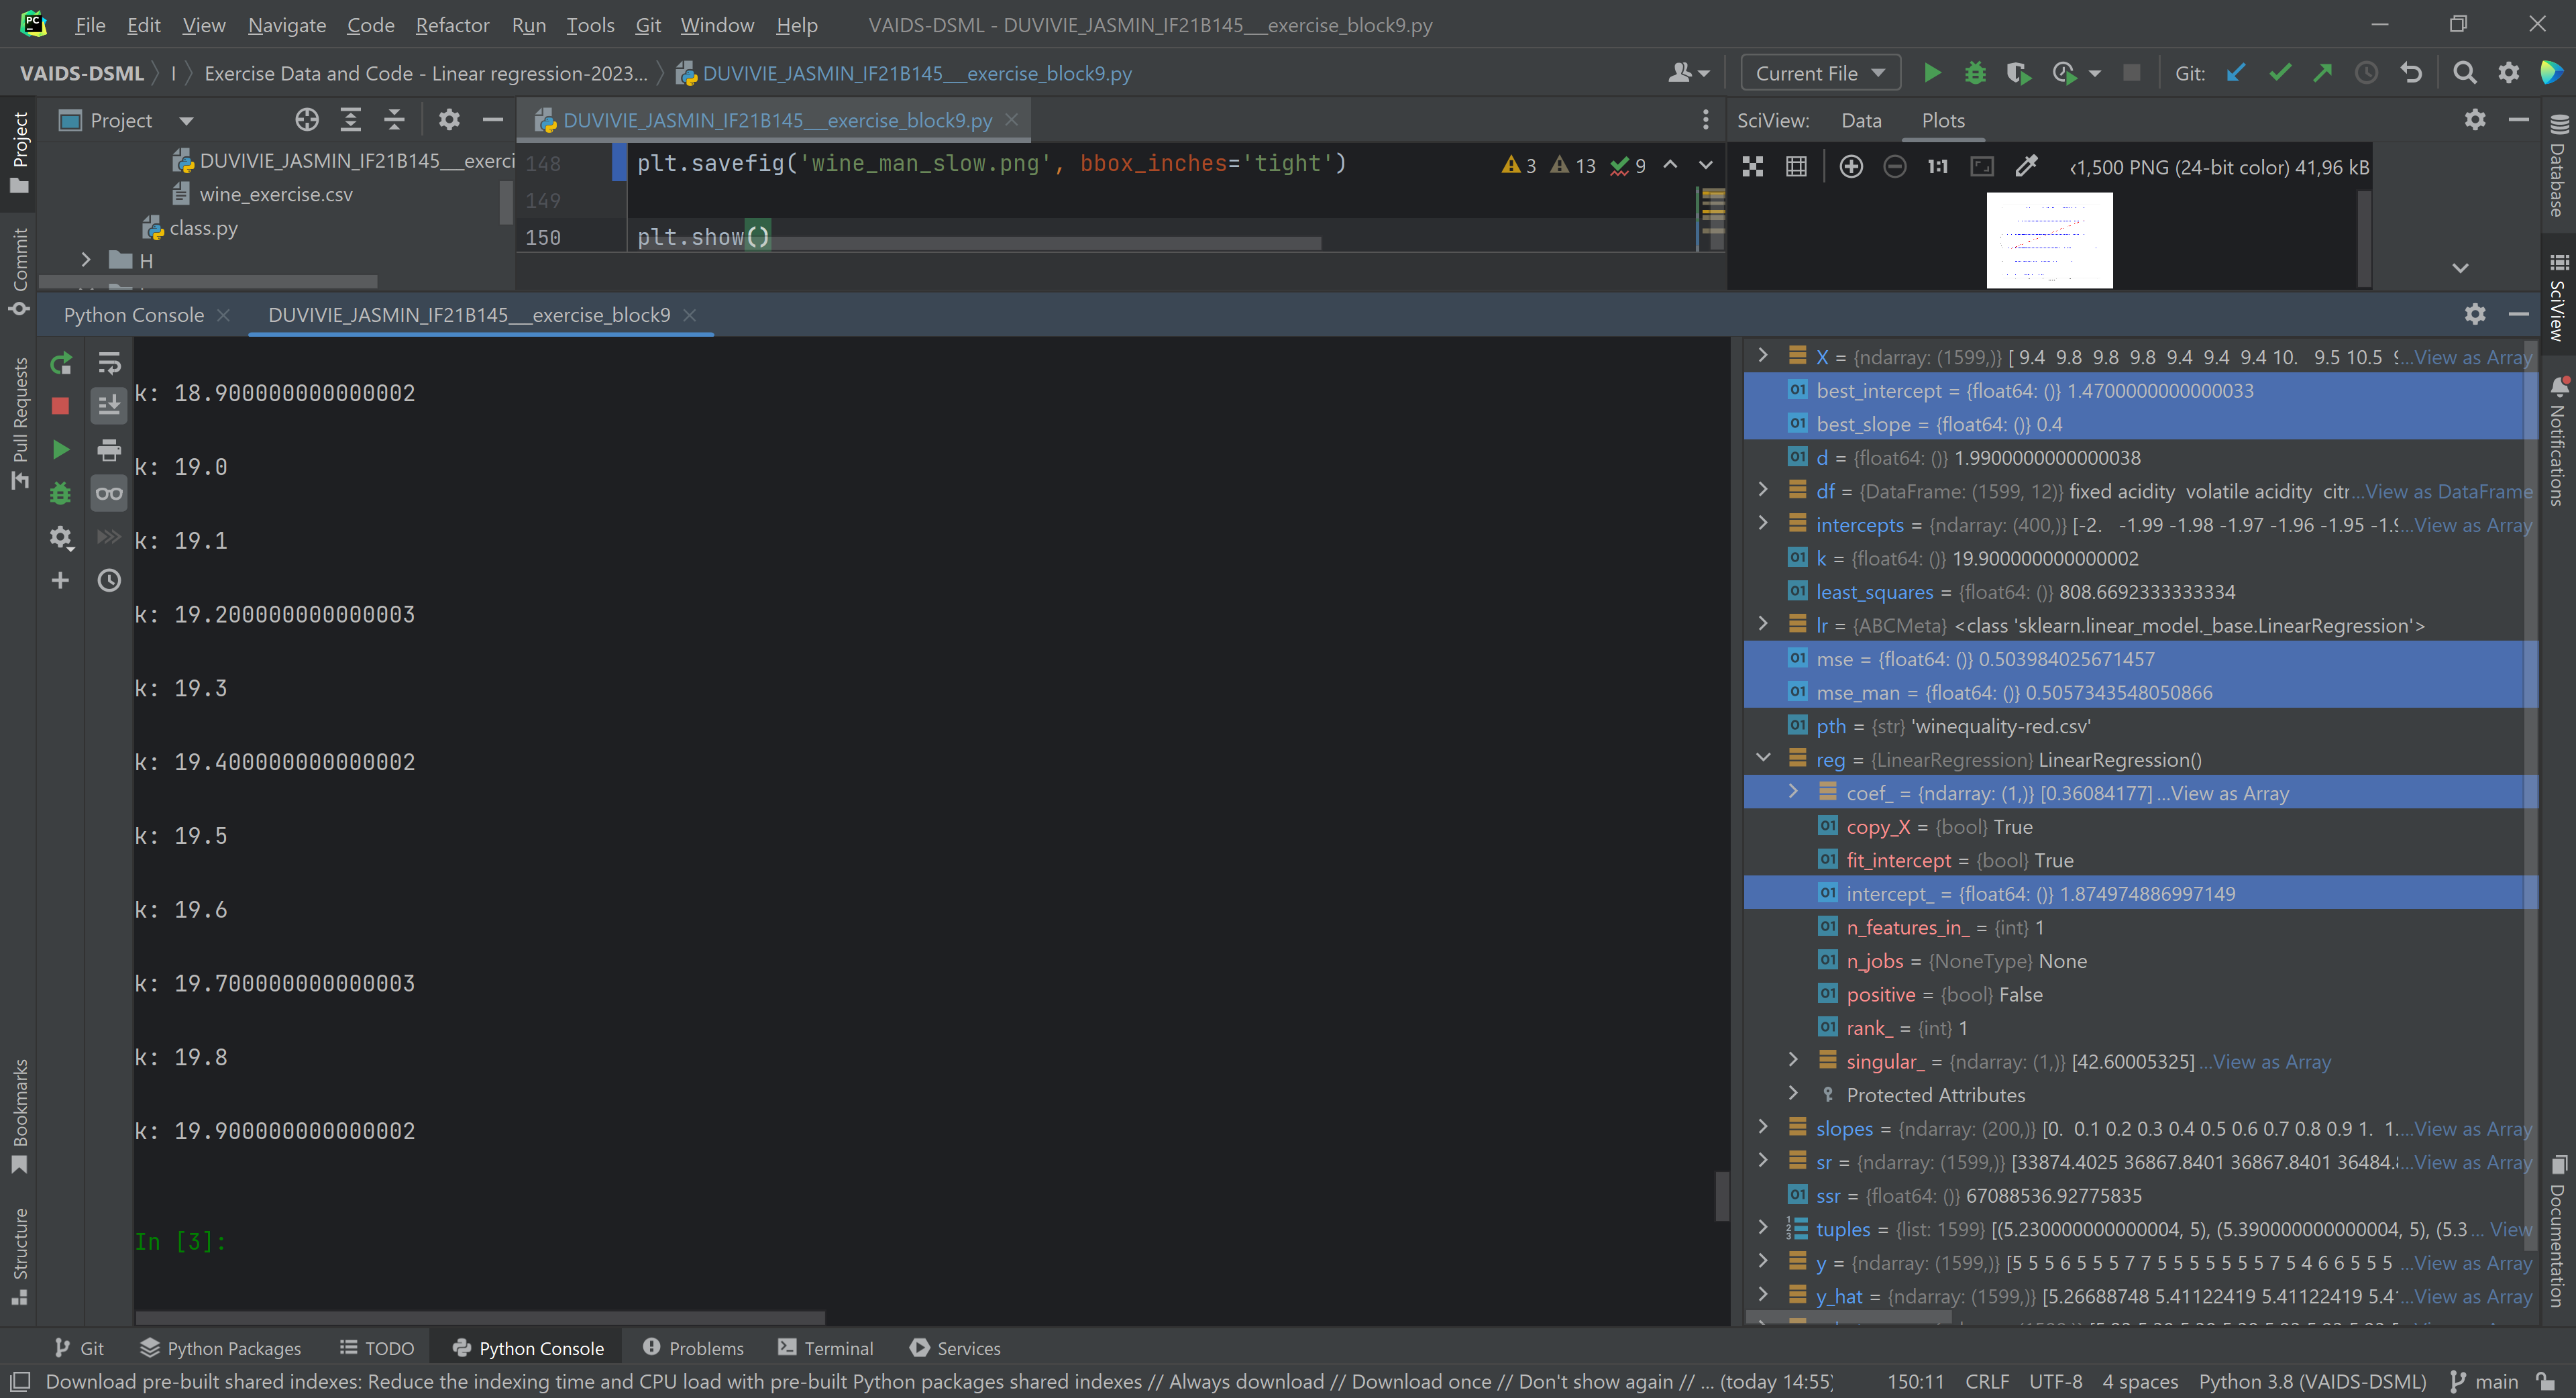 PC File Edit View Navigate Code Refactor Run Tools Git Window Help VAIDS-DSML - DUVIVIE_JASMIN_IF21B145___exercise_block9.py
VAIDS-DSML I Exercise Data and Code - Linear regression-2023... DUVIVIE_JASMIN_IF21B145___exercise_block9.py Current File Git:
Project DUVIVIE_JASMIN_IF21B145___exercise_block9.py SciView: Data Plots
DUVIVIE_JASMIN_IF21B145___exerci
wine_exercise.csv
class.py
H
148 plt.savefig('wine_man_slow.png', bbox_inches='tight') 3 13 9
149
150 plt.show()
1:1 ‹1,500 PNG (24-bit color) 41,96 kB
Python Console DUVIVIE_JASMIN_IF21B145___exercise_block9
k: 18.900000000000002
k: 19.0
k: 19.1
k: 19.200000000000003
k: 19.3
k: 19.400000000000002
k: 19.5
k: 19.6
k: 19.700000000000003
k: 19.8
k: 19.900000000000002
In [3]:
X = {ndarray: (1599,)} [ 9.4 9.8 9.8 9.8 9.4 9.4 9.4 10. 9.5 10.5 ...View as Array
best_intercept = {float64: ()} 1.4700000000000033
best_slope = {float64: ()} 0.4
d = {float64: ()} 1.9900000000000038
df = {DataFrame: (1599, 12)} fixed acidity volatile acidity citr...View as DataFrame
intercepts = {ndarray: (400,)} [-2. -1.99 -1.98 -1.97 -1.96 -1.95 -1.9...View as Array
k = {float64: ()} 19.900000000000002
least_squares = {float64: ()} 808.6692333333334
lr = {ABCMeta} <class 'sklearn.linear_model._base.LinearRegression'>
mse = {float64: ()} 0.503984025671457
mse_man = {float64: ()} 0.5057343548050866
pth = {str} 'winequality-red.csv'
reg = {LinearRegression} LinearRegression()
coef_ = {ndarray: (1,)} [0.36084177] ...View as Array
copy_X = {bool} True
fit_intercept = {bool} True
intercept_ = {float64: ()} 1.874974886997149
n_features_in_ = {int} 1
n_jobs = {NoneType} None
positive = {bool} False
rank_ = {int} 1
singular_ = {ndarray: (1,)} [42.60005325] ...View as Array
Protected Attributes
slopes = {ndarray: (200,)} [0. 0.1 0.2 0.3 0.4 0.5 0.6 0.7 0.8 0.9 1. 1....View as Array
sr = {ndarray: (1599,)} [33874.4025 36867.8401 36867.8401 36484.8...View as Array
ssr = {float64: ()} 67088536.92775835
tuples = {list: 1599} [(5.230000000000004, 5), (5.390000000000004, 5), (5.3... View
y = {ndarray: (1599,)} [5 5 5 6 5 5 5 7 7 5 5 5 5 5 5 5 7 5 4 6 6 5 5 5 ...View as Array
y_hat = {ndarray: (1599,)} [5.26688748 5.41122419 5.41122419 5.4...View as Array
Project
Commit
Pull Requests
Bookmarks
Structure
Database
SciView
Notifications
Documentation
Git Python Packages TODO Python Console Problems Terminal Services
Download pre-built shared indexes: Reduce the indexing time and CPU load with pre-built Python packages shared indexes // Always download // Download once // Don't show again // ... (today 14:55) 150:11 CRLF UTF-8 4 spaces Python 3.8 (VAIDS-DSML) main